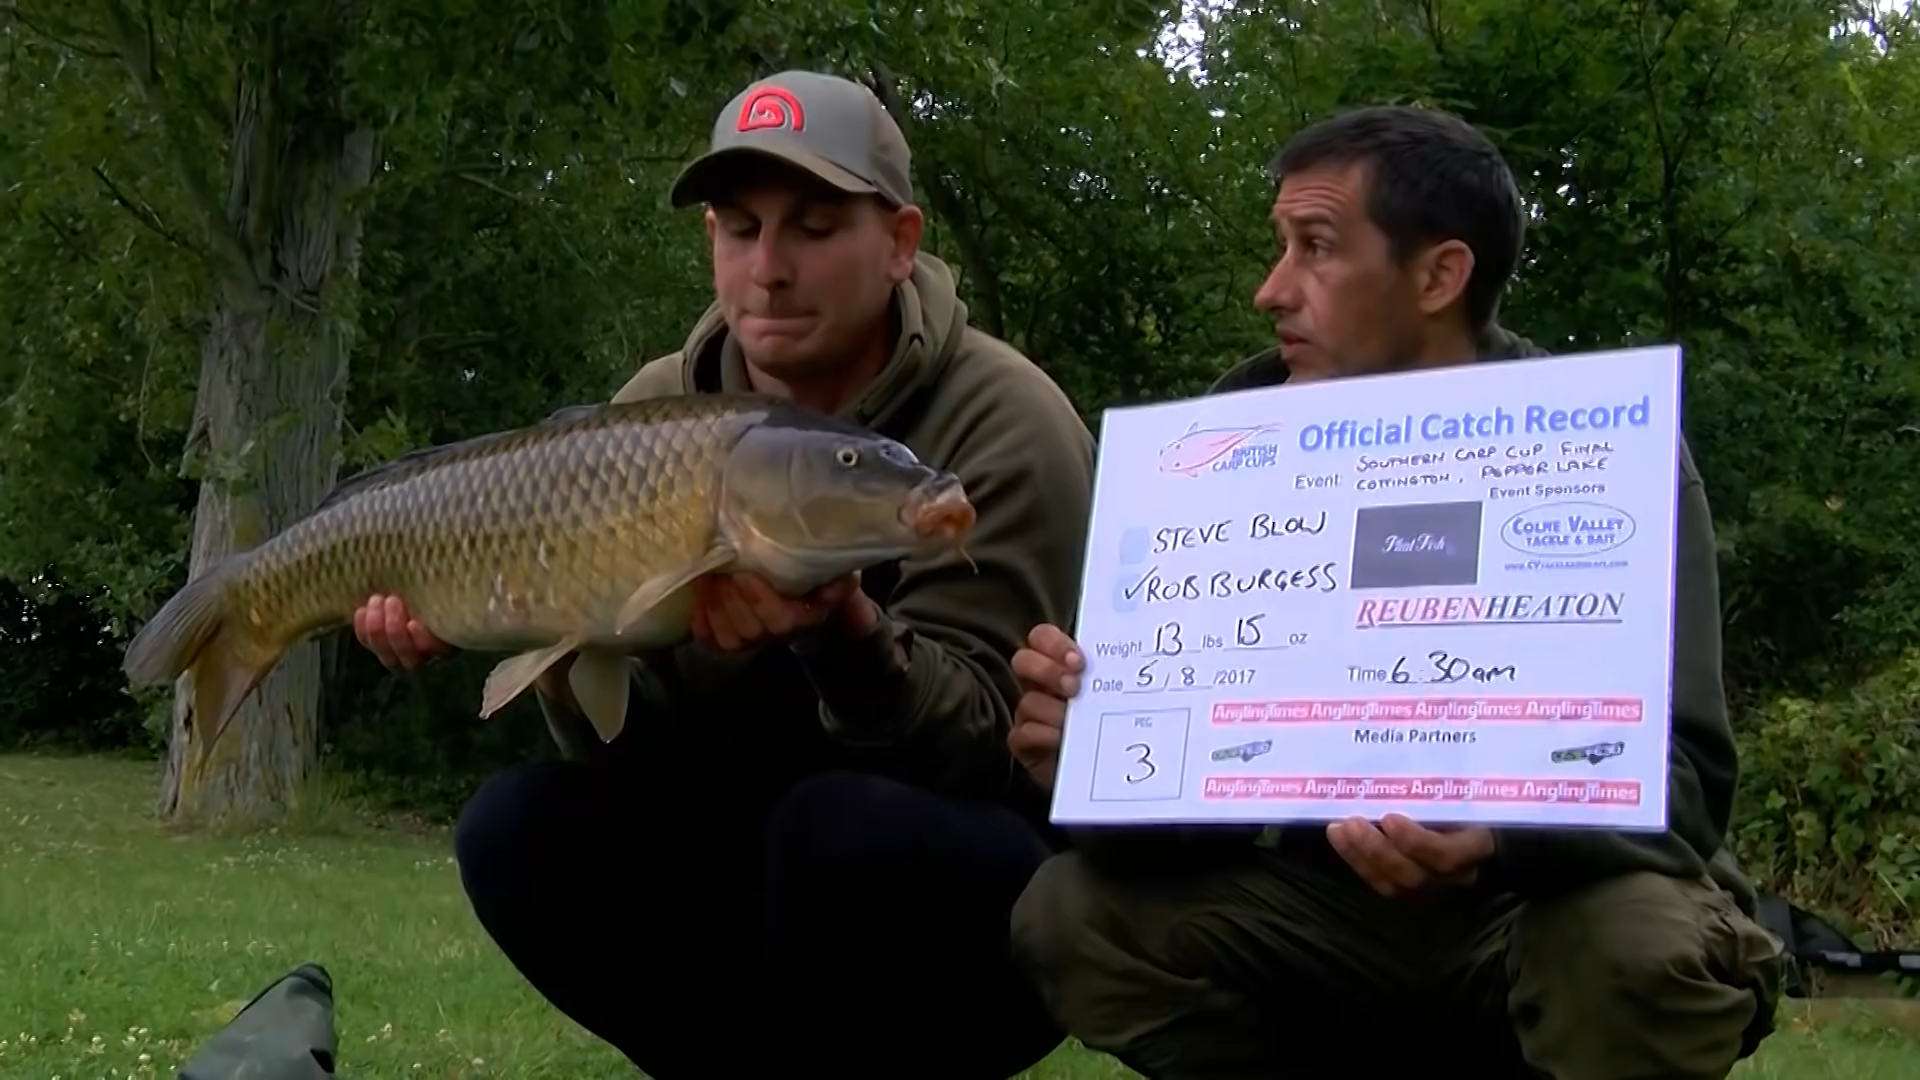 Official Catch Record
BRITISH
CARP CUPS
Event: SOUTHERN CARP CUP FINAL
COTTINGTON, POPPER LAKE
Event Sponsors
STEVE BLOW
✓ROB BURGESS
COLNE VALLEY
TACKLE & BAIT
REUBENHEATON
Weight 13 lbs 15 oz
Date 5/8/2017
Time 6:30am
AnglingTimes AnglingTimes AnglingTimes AnglingTimes
PEG
3
Media Partners
AnglingTimes AnglingTimes AnglingTimes AnglingTimes